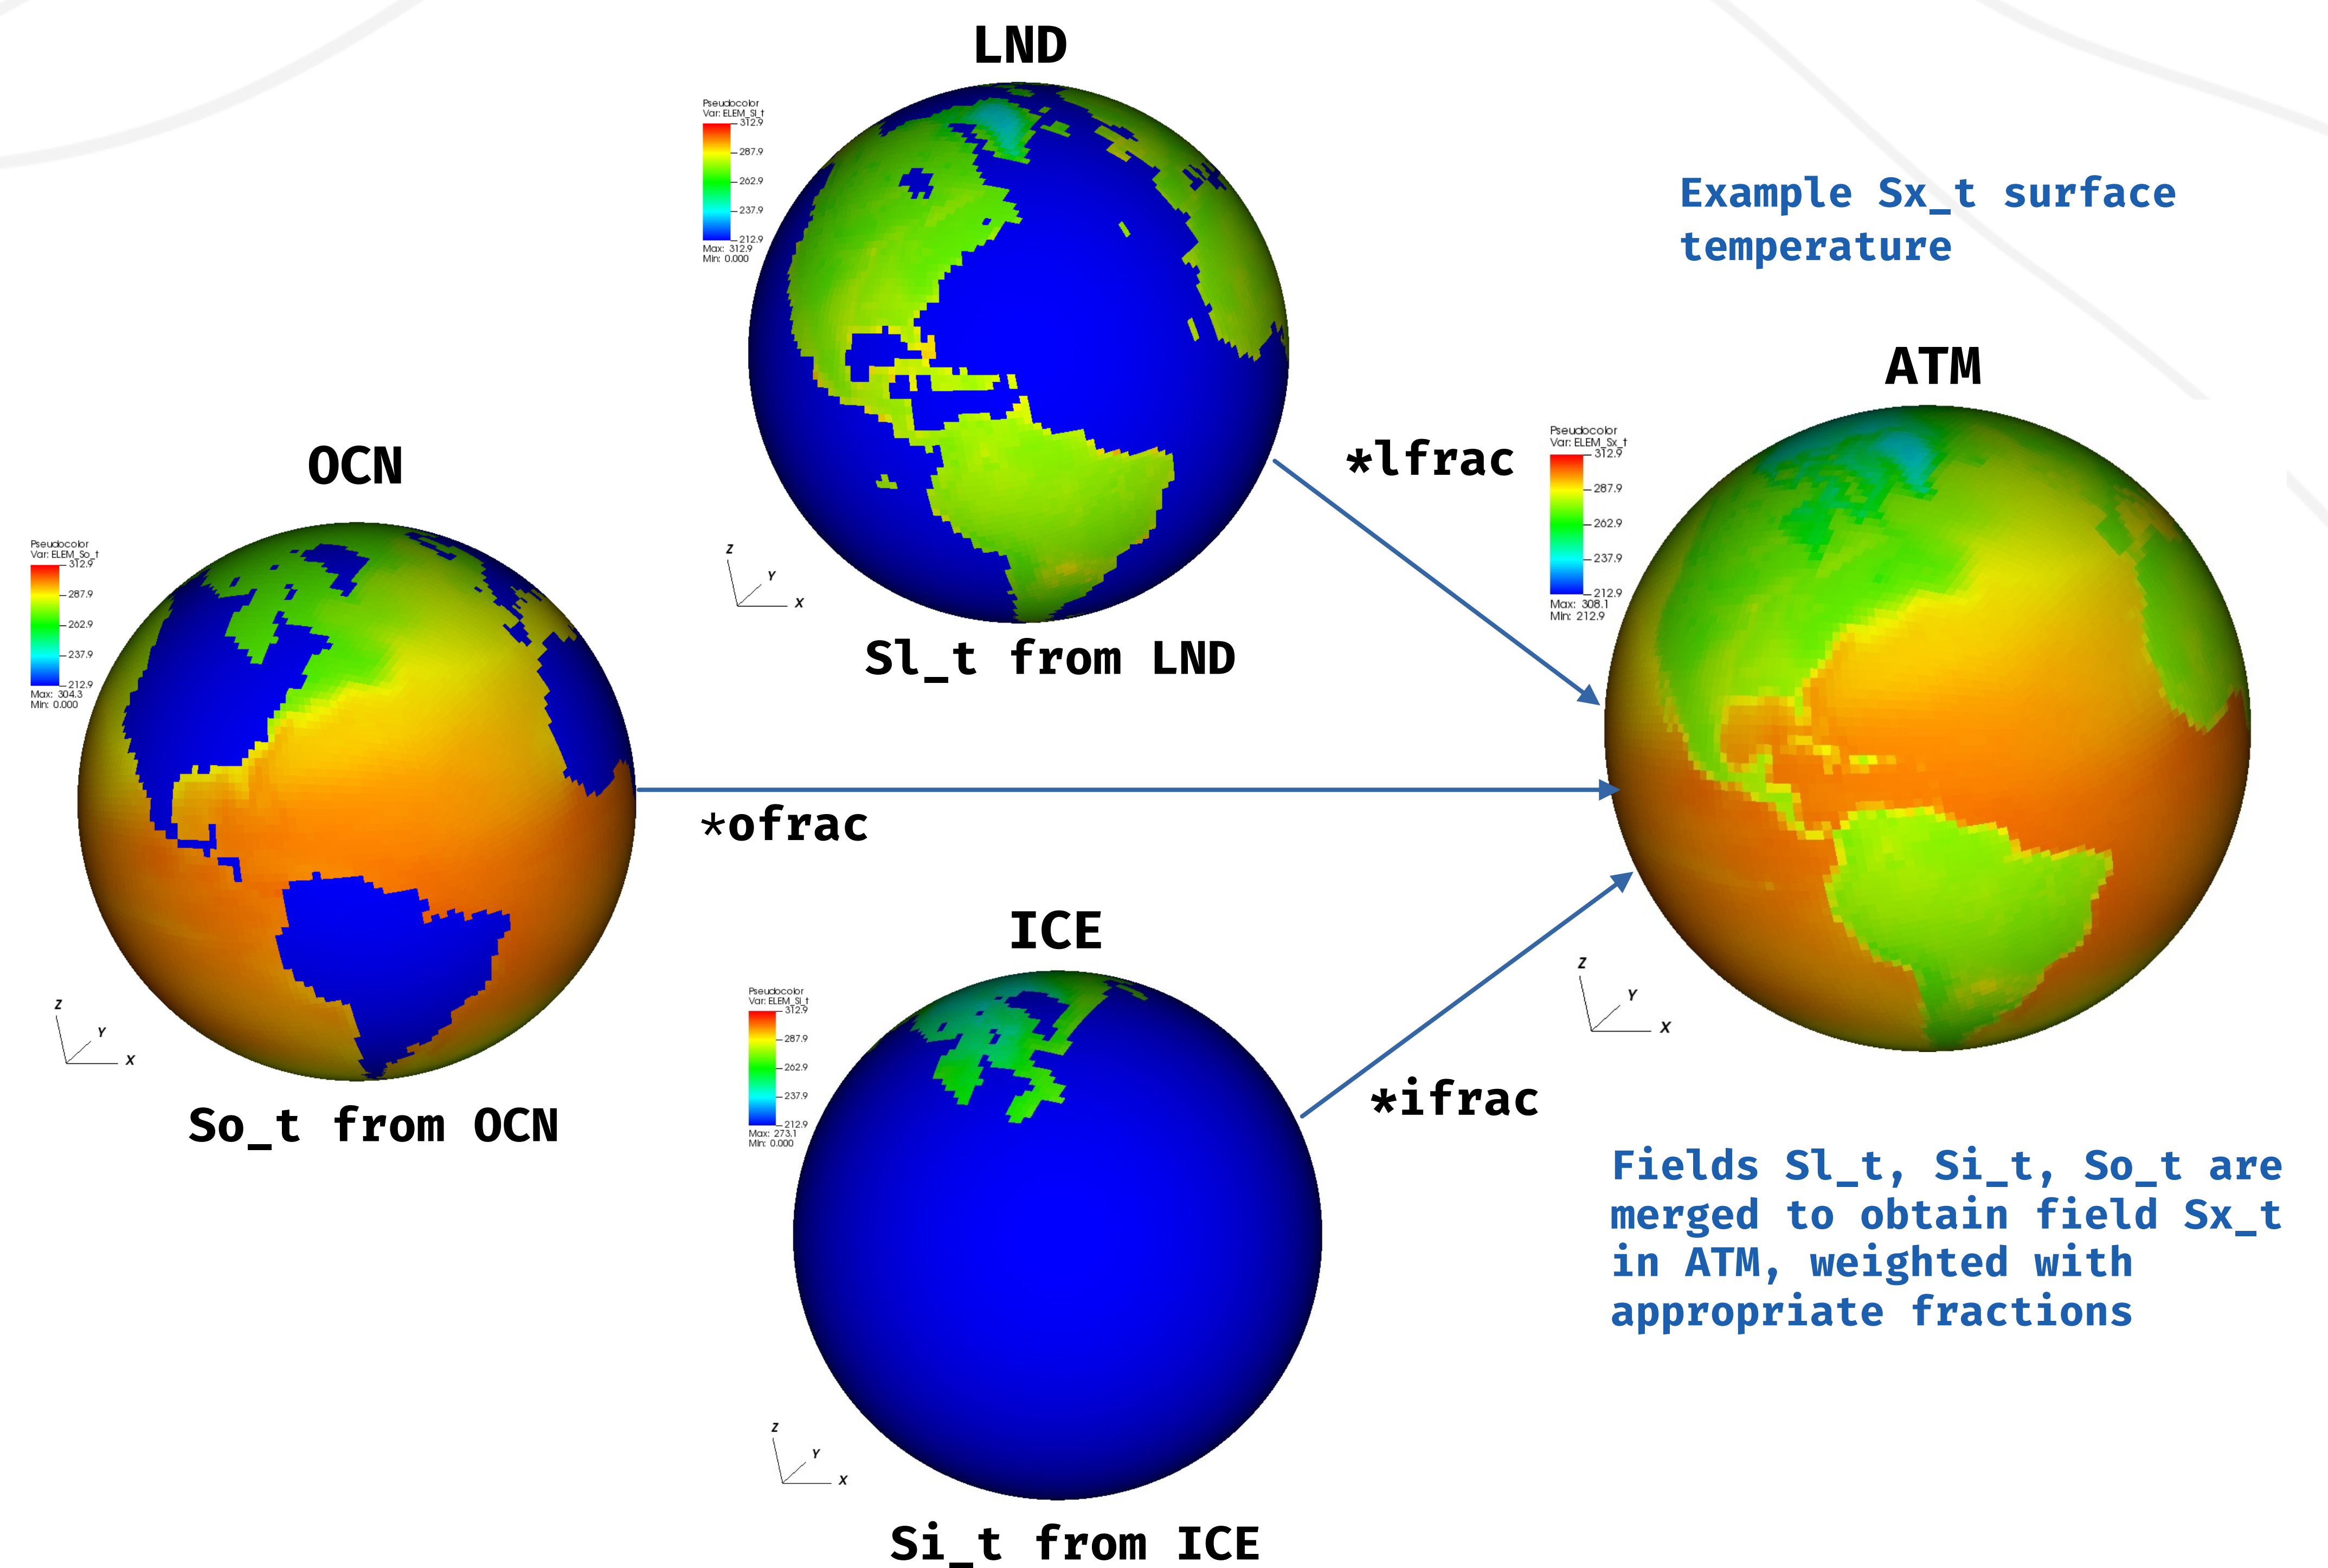 LND
Pseudocolor
Var: ELEM_Sl_t
312.9
287.9
262.9
237.9
212.9
Max: 312.9
Min: 0.000
Z
Y
X
Sl_t from LND
Example Sx_t surface
temperature
*lfrac
ATM
Pseudocolor
Var: ELEM_Sx_t
312.9
287.9
262.9
237.9
212.9
Max: 308.1
Min: 212.9
Z
Y
X
OCN
Pseudocolor
Var: ELEM_So_t
312.9
287.9
262.9
237.9
212.9
Max: 304.3
Min: 0.000
Z
Y
X
So_t from OCN
*ofrac
ICE
Pseudocolor
Var: ELEM_Si_t
312.9
287.9
262.9
237.9
212.9
Max: 273.1
Min: 0.000
Z
Y
X
Si_t from ICE
*ifrac
Fields Sl_t, Si_t, So_t are
merged to obtain field Sx_t
in ATM, weighted with
appropriate fractions